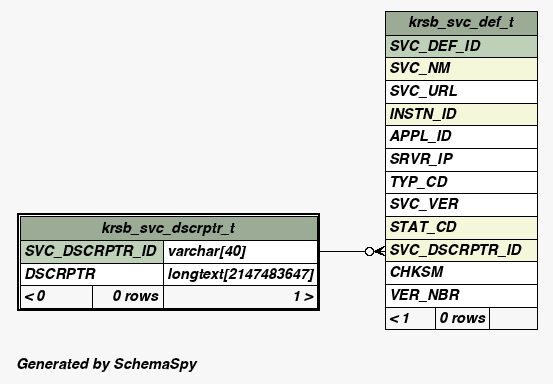 krsb_svc_def_t
SVC_DEF_ID
SVC_NM
SVC_URL
INSTN_ID
APPL_ID
SRVR_IP
TYP_CD
SVC_VER
STAT_CD
SVC_DSCRPTR_ID
CHKSM
VER_NBR
< 1 0 rows
krsb_svc_dscrptr_t
SVC_DSCRPTR_ID varchar[40]
DSCRPTR longtext[2147483647]
< 0 0 rows 1 >
Generated by SchemaSpy